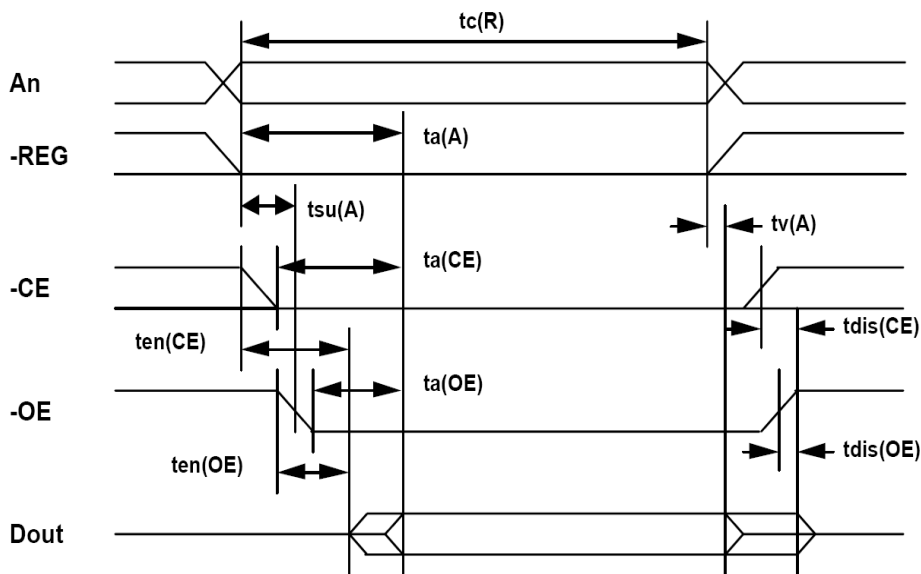 tc(R)
An
ta(A)
-REG
tsu(A)
tv(A)
ta(CE)
-CE
tdis(CE)
ten(CE)
ta(OE)
-OE
tdis(OE)
ten(OE)
Dout